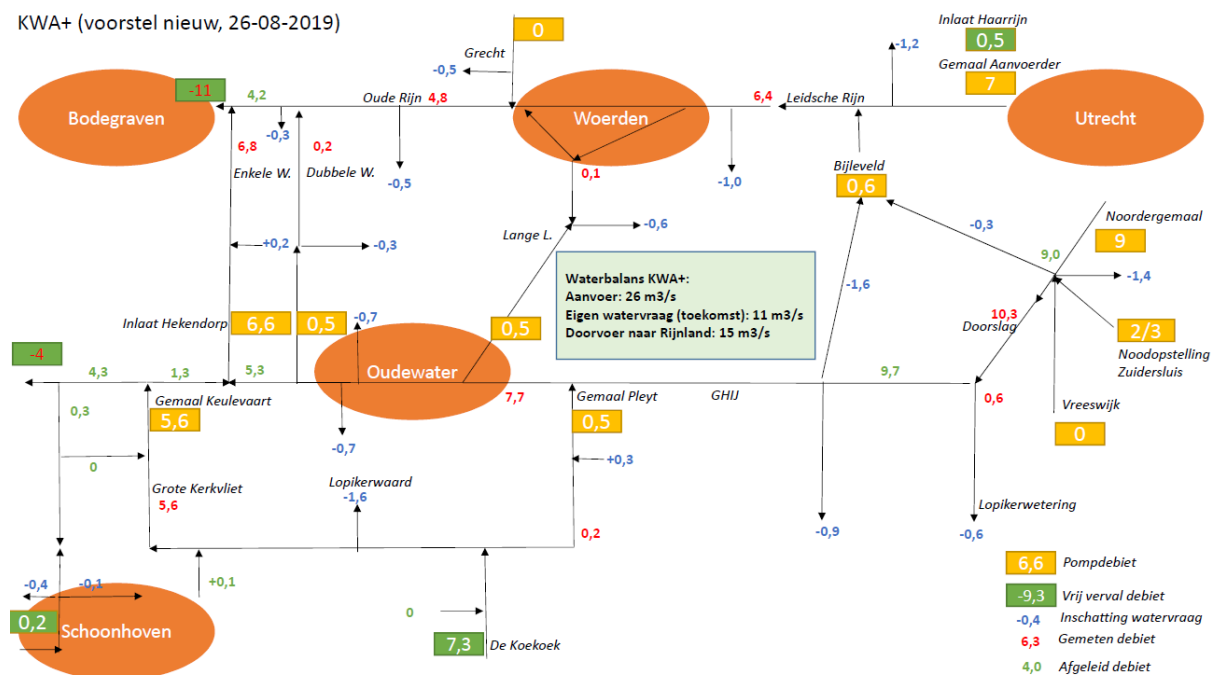 KWA+ (voorstel nieuw, 26-08-2019)
0
Grecht
-0,5
-1,2
Inlaat Haarrijn
0,5
Gemaal Aanvoerder
7
-11
4,2
Oude Rijn
4,8
6,4
Leidsche Rijn
Bodegraven
Woerden
Utrecht
-0,3
6,8
0,2
Enkele W.
Dubbele W.
-0,5
0,1
-1,0
Bijleveld
0,6
Noordergemaal
9
-0,3
9,0
-1,4
+0,2
-0,3
Lange L.
-0,6
Waterbalans KWA+:
Aanvoer: 26 m3/s
Eigen watervraag (toekomst): 11 m3/s
Doorvoer naar Rijnland: 15 m3/s
-1,6
10,3
Doorslag
2/3
Noodopstelling
Zuidersluis
Inlaat Hekendorp
6,6
0,5
-0,7
0,5
-4
4,3
1,3
5,3
Oudewater
7,7
9,7
Gemaal Pleyt
GHIJ
0,3
Gemaal Keulevaart
5,6
0,5
0,6
Vreeswijk
0
-0,7
0
+0,3
Grote Kerkvliet
5,6
Lopikerwaard
-1,6
0,2
-0,9
Lopikerwetering
-0,6
-0,4
-0,1
+0,1
0,2
Schoonhoven
0
7,3
De Koekoek
6,6
Pompdebiet
-9,3
Vrij verval debiet
-0,4
Inschatting watervraag
6,3
Gemeten debiet
4,0
Afgeleid debiet